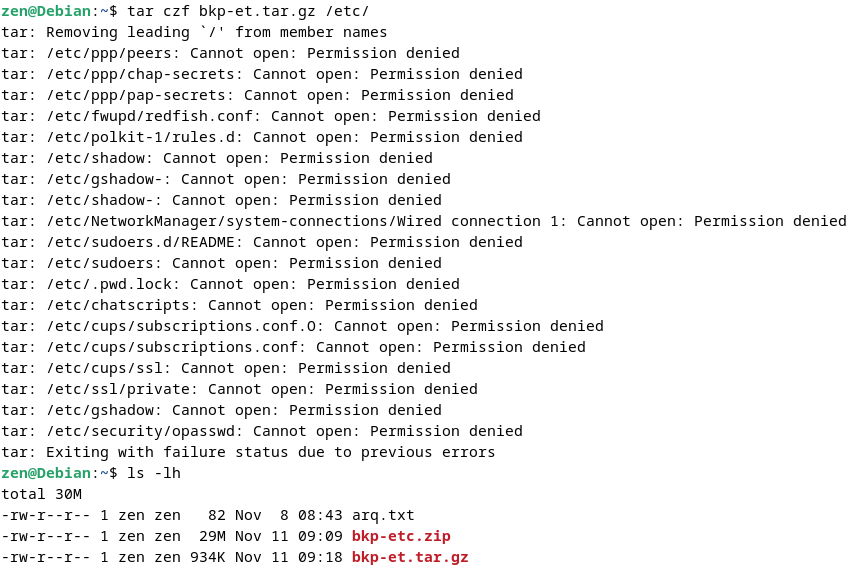 zen@Debian:~$ tar czf bkp-et.tar.gz /etc/
tar: Removing leading `/' from member names
tar: /etc/ppp/peers: Cannot open: Permission denied
tar: /etc/ppp/chap-secrets: Cannot open: Permission denied
tar: /etc/ppp/pap-secrets: Cannot open: Permission denied
tar: /etc/fwupd/redfish.conf: Cannot open: Permission denied
tar: /etc/polkit-1/rules.d: Cannot open: Permission denied
tar: /etc/shadow: Cannot open: Permission denied
tar: /etc/gshadow-: Cannot open: Permission denied
tar: /etc/shadow-: Cannot open: Permission denied
tar: /etc/NetworkManager/system-connections/Wired connection 1: Cannot open: Permission denied
tar: /etc/sudoers.d/README: Cannot open: Permission denied
tar: /etc/sudoers: Cannot open: Permission denied
tar: /etc/.pwd.lock: Cannot open: Permission denied
tar: /etc/chatscripts: Cannot open: Permission denied
tar: /etc/cups/subscriptions.conf.O: Cannot open: Permission denied
tar: /etc/cups/subscriptions.conf: Cannot open: Permission denied
tar: /etc/cups/ssl: Cannot open: Permission denied
tar: /etc/ssl/private: Cannot open: Permission denied
tar: /etc/gshadow: Cannot open: Permission denied
tar: /etc/security/opasswd: Cannot open: Permission denied
tar: Exiting with failure status due to previous errors
zen@Debian:~$ ls -lh
total 30M
-rw-r--r-- 1 zen zen   82 Nov  8 08:43 arq.txt
-rw-r--r-- 1 zen zen  29M Nov 11 09:09 bkp-etc.zip
-rw-r--r-- 1 zen zen 934K Nov 11 09:18 bkp-et.tar.gz